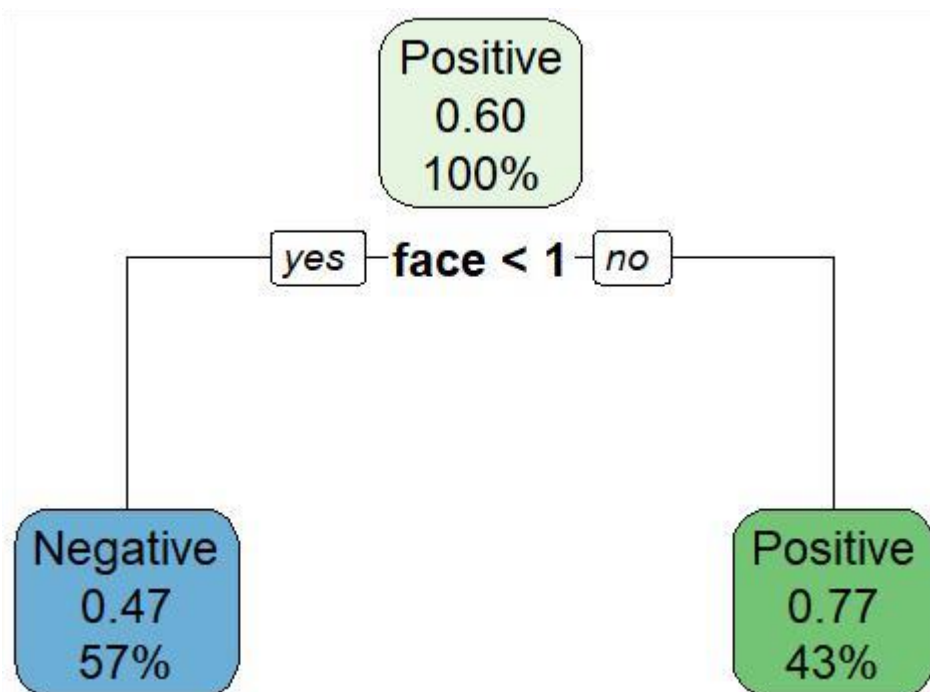 Positive
0.60
100%
yes face < 1 no
Negative
0.47
57%
Positive
0.77
43%